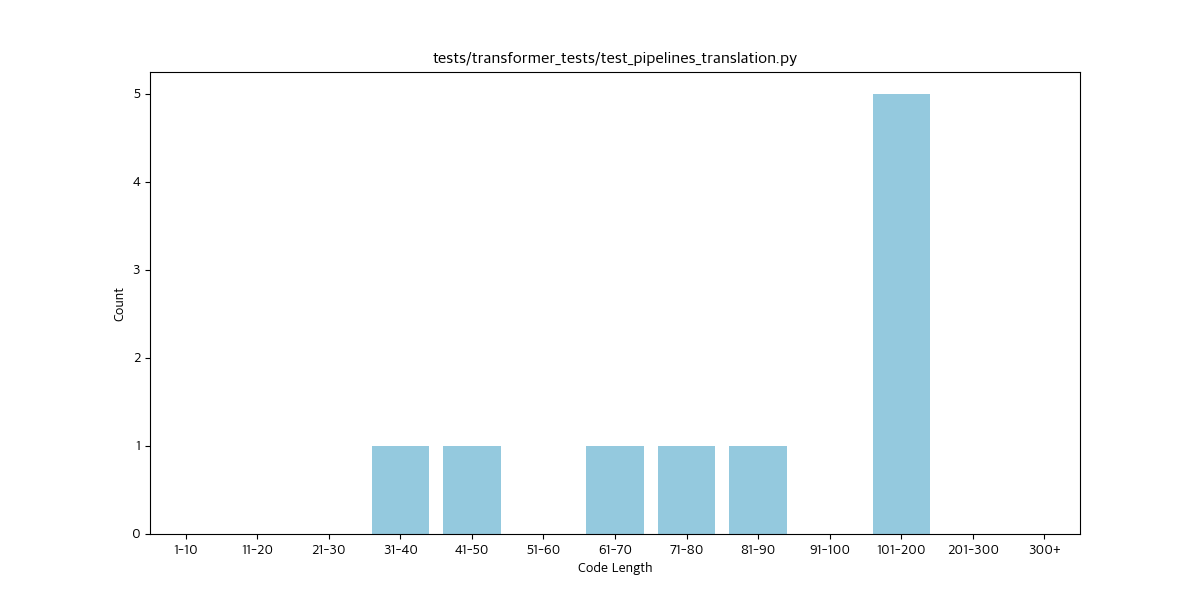 tests/transformer_tests/test_pipelines_translation.py
5
4
3
2
1
0
Count
1-10 11-20 21-30 31-40 41-50 51-60 61-70 71-80 81-90 91-100 101-200 201-300 300+
Code Length